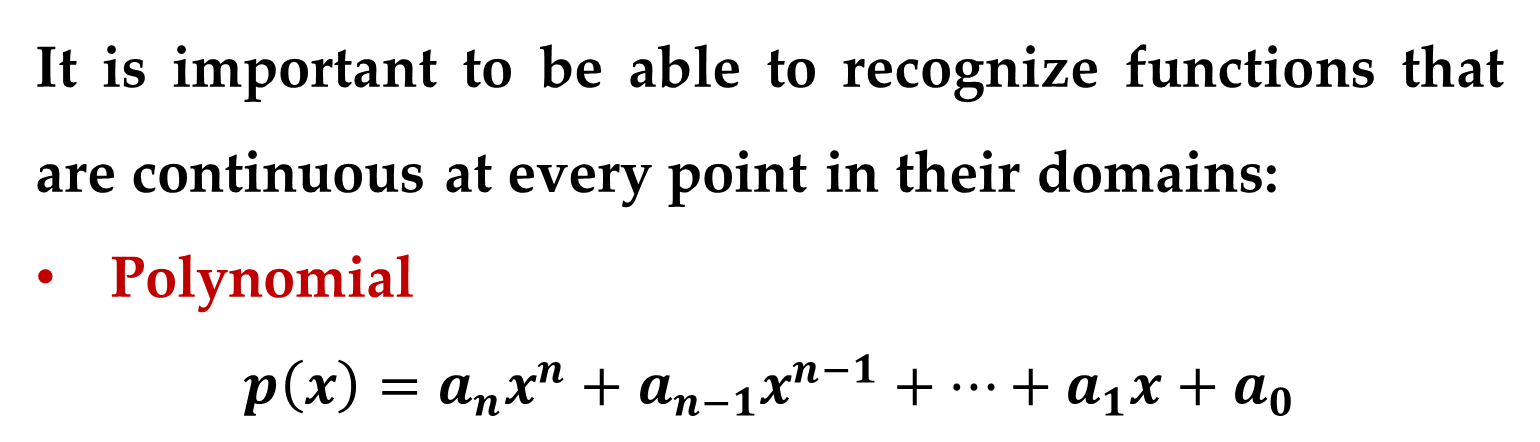 It is important to be able to recognize functions that
are continuous at every point in their domains:
• Polynomial
p(x) = aₙxⁿ + aₙ₋₁xⁿ⁻¹ + ⋯ + a₁x + a₀